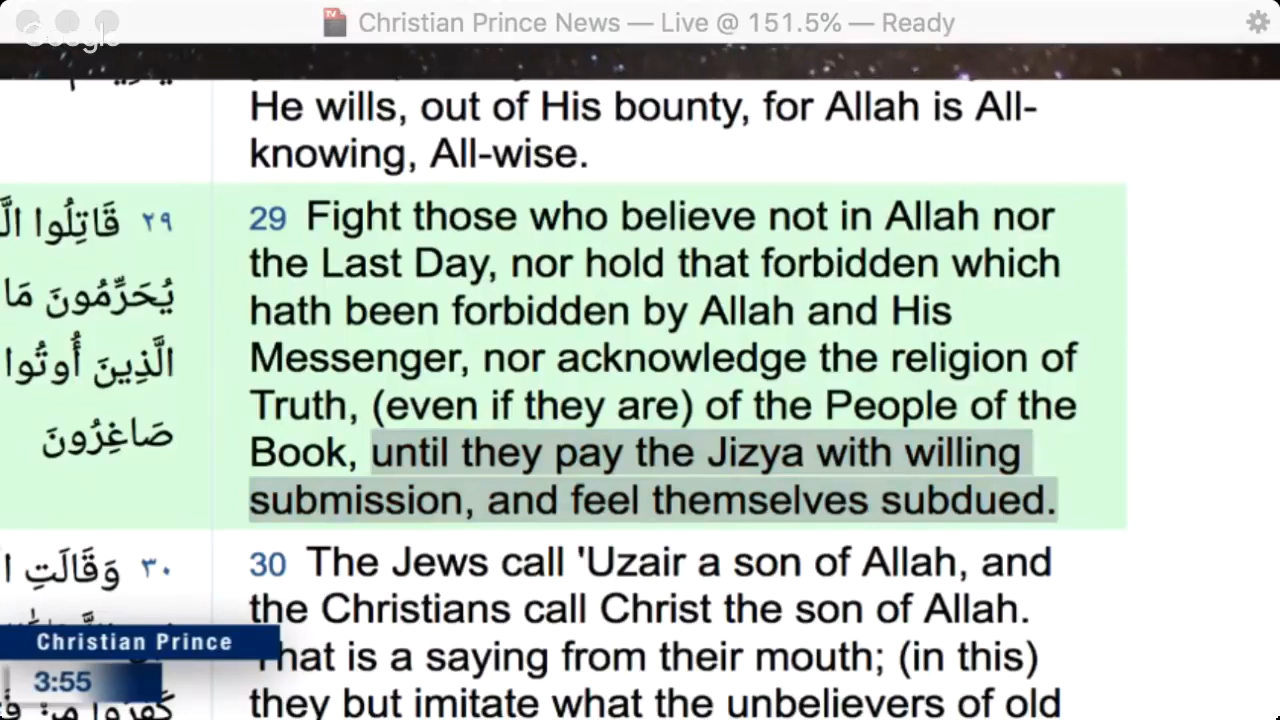 Christian Prince News — Live @ 151.5% — Ready
Google
He wills, out of His bounty, for Allah is All-
knowing, All-wise.
29 Fight those who believe not in Allah nor
the Last Day, nor hold that forbidden which
hath been forbidden by Allah and His
Messenger, nor acknowledge the religion of
Truth, (even if they are) of the People of the
Book, until they pay the Jizya with willing
submission, and feel themselves subdued.
٢٩ قَاتِلُوا
يُحَرِّمُونَ مَا
الَّذِينَ أُوتُوا
صَاغِرُونَ
30 The Jews call 'Uzair a son of Allah, and
the Christians call Christ the son of Allah.
That is a saying from their mouth; (in this)
they but imitate what the unbelievers of old
٣٠ وَقَالَتِ
Christian Prince
3:55